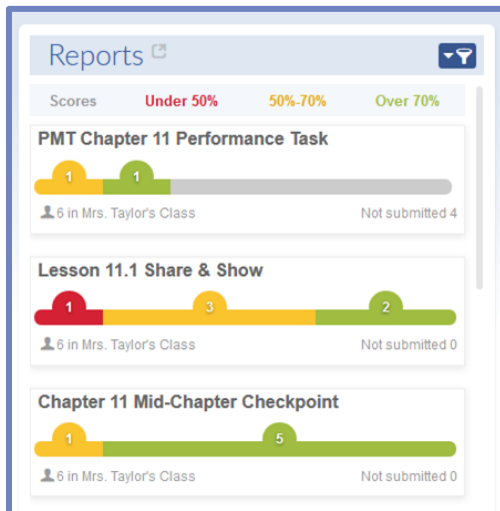 Reports
Scores Under 50% 50%-70% Over 70%
PMT Chapter 11 Performance Task
1 1
6 in Mrs. Taylor's Class Not submitted 4
Lesson 11.1 Share & Show
1 3 2
6 in Mrs. Taylor's Class Not submitted 0
Chapter 11 Mid-Chapter Checkpoint
1 5
6 in Mrs. Taylor's Class Not submitted 0